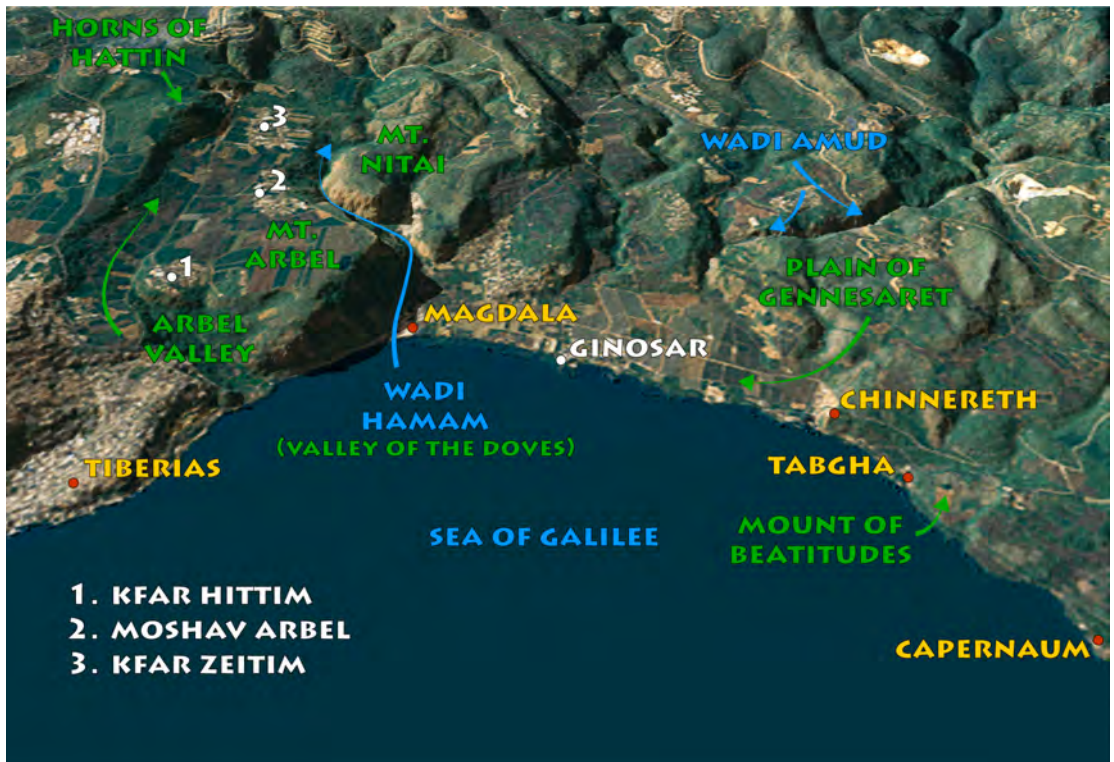 HORNS OF
HATTIN
3
MT.
NITAI
WADI AMUD
2
MT.
ARBEL
1
PLAIN OF
GENNESARET
ARBEL
VALLEY
MAGDALA
GINOSAR
WADI
HAMAM
(VALLEY OF THE DOVES)
CHINNERETH
TIBERIAS
TABGHA
SEA OF GALILEE
MOUNT OF
BEATITUDES
1. KFAR HITTIM
2. MOSHAV ARBEL
3. KFAR ZEITIM
CAPERNAUM